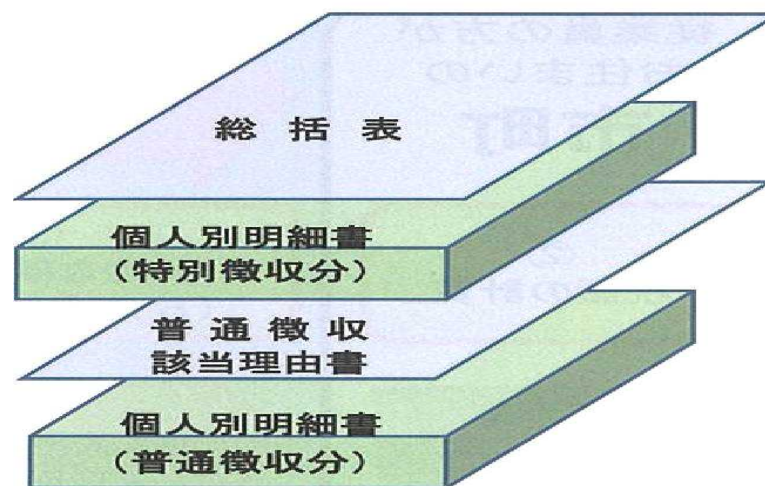 総括表
個人別明細書
（特別徴収分）
普通徴収
該当理由書
個人別明細書
（普通徴収分）